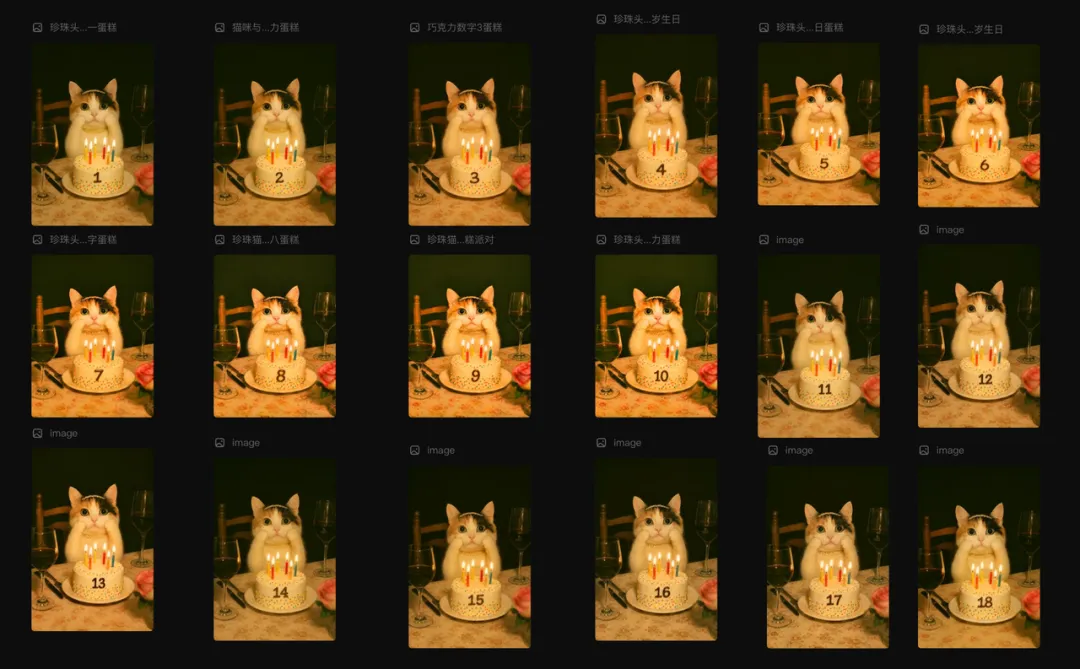 珍珠头...一蛋糕
猫咪与...力蛋糕
巧克力数字3蛋糕
珍珠头...岁生日
珍珠头...日蛋糕
珍珠头...岁生日
1
2
3
4
5
6
珍珠头...字蛋糕
珍珠猫...八蛋糕
珍珠猫...糕派对
珍珠头...力蛋糕
image
image
7
8
9
10
11
12
image
image
image
image
image
image
13
14
15
16
17
18